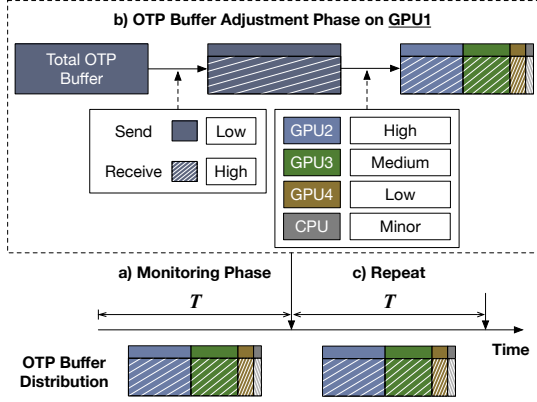 b) OTP Buffer Adjustment Phase on GPU1
Total OTP
Buffer
Send
Low
Receive
High
GPU2
High
GPU3
Medium
GPU4
Low
CPU
Minor
a) Monitoring Phase
c) Repeat
T
T
Time
OTP Buffer
Distribution